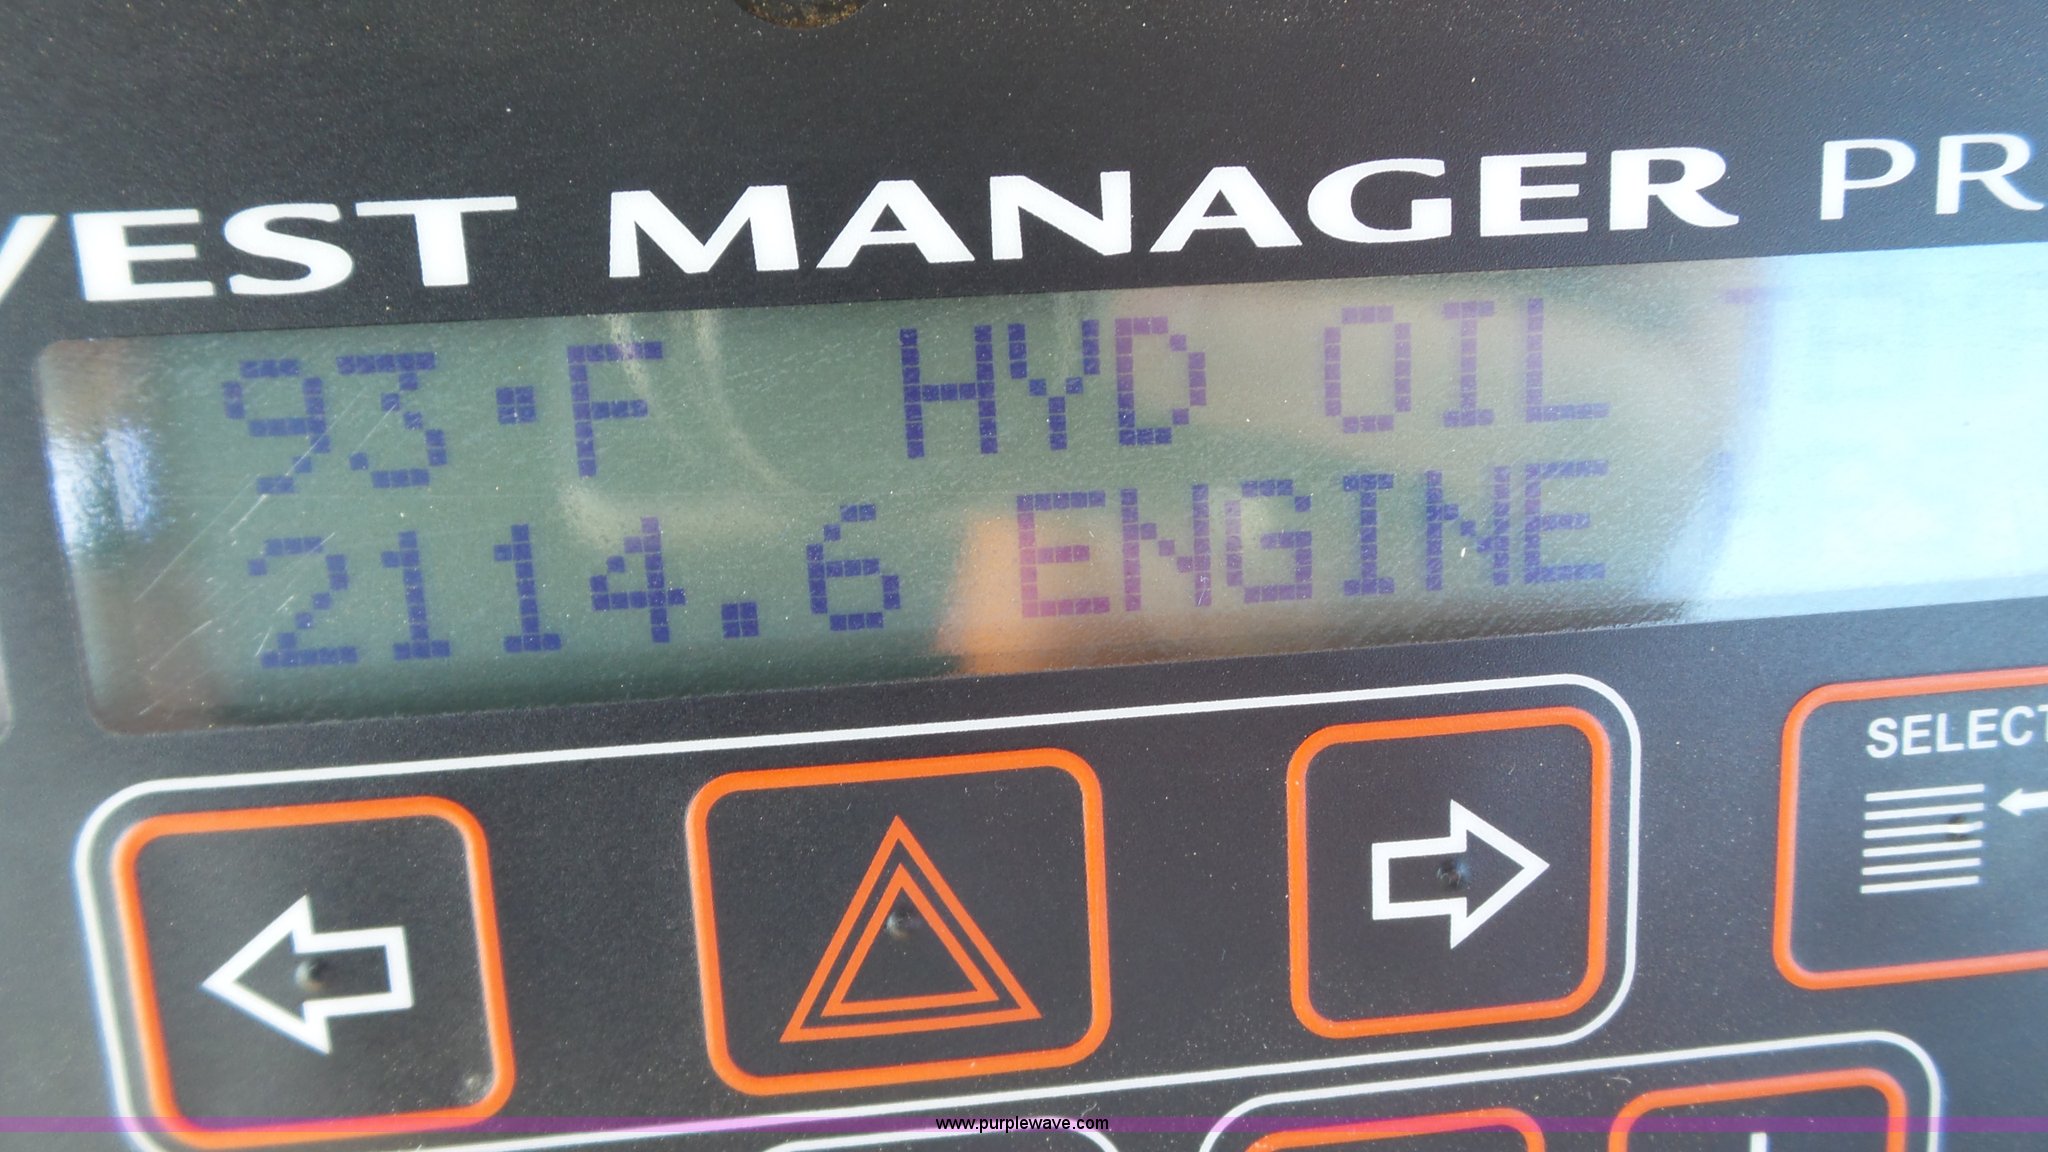 VEST MANAGER PR
93·F HYD OIL T
2114.6 ENGINE
SELECT
www.purplewave.com